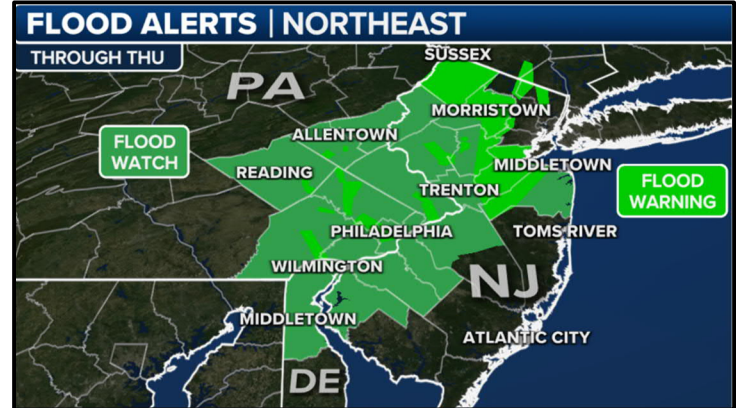 FLOOD ALERTS | NORTHEAST
THROUGH THU
SUSSEX
PA
MORRISTOWN
ALLENTOWN
FLOOD
WATCH
MIDDLETOWN
READING
FLOOD
WARNING
TRENTON
PHILADELPHIA
TOMS RIVER
WILMINGTON
NJ
MIDDLETOWN
ATLANTIC CITY
DE